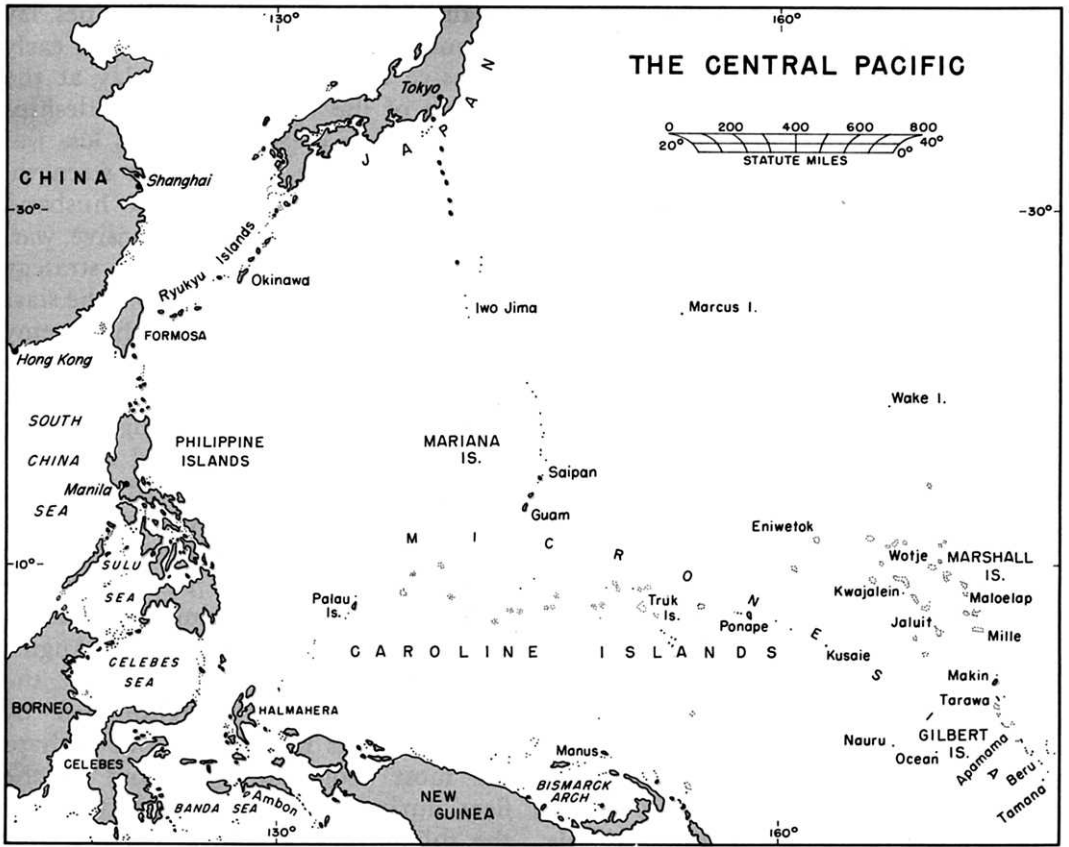 130°
160°
THE CENTRAL PACIFIC
0 200 400 600 800
20° 40°
0°
STATUTE MILES
Tokyo
JAPAN
CHINA
Shanghai
-30°-
-30°-
Ryukyu Islands
Okinawa
Iwo Jima
Marcus I.
FORMOSA
Hong Kong
Wake I.
SOUTH
CHINA
SEA
PHILIPPINE
ISLANDS
MARIANA
IS.
Saipan
Manila
Guam
MICRONESIA
Eniwetok
-10°-
Wotje
MARSHALL
IS.
SULU
SEA
Kwajalein
Maloelap
Palau
Is.
Truk
Is.
Ponape
Jaluit
Mille
CAROLINE ISLANDS
Kusaie
CELEBES
SEA
Makin
Tarawa
BORNEO
HALMAHERA
GILBERT
IS.
Nauru
Ocean
Manus
Apamama
Beru
Tamana
CELEBES
BISMARCK
ARCH
NEW
GUINEA
BANDA SEA
Ambon
130°
160°